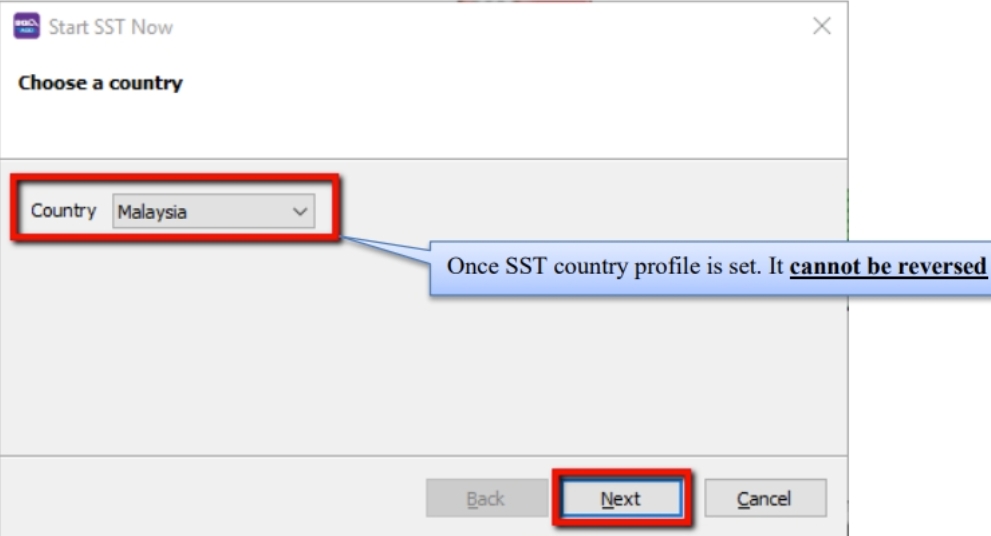 Start SST Now
Choose a country
Country Malaysia
Once SST country profile is set. It cannot be reversed
Back Next Cancel